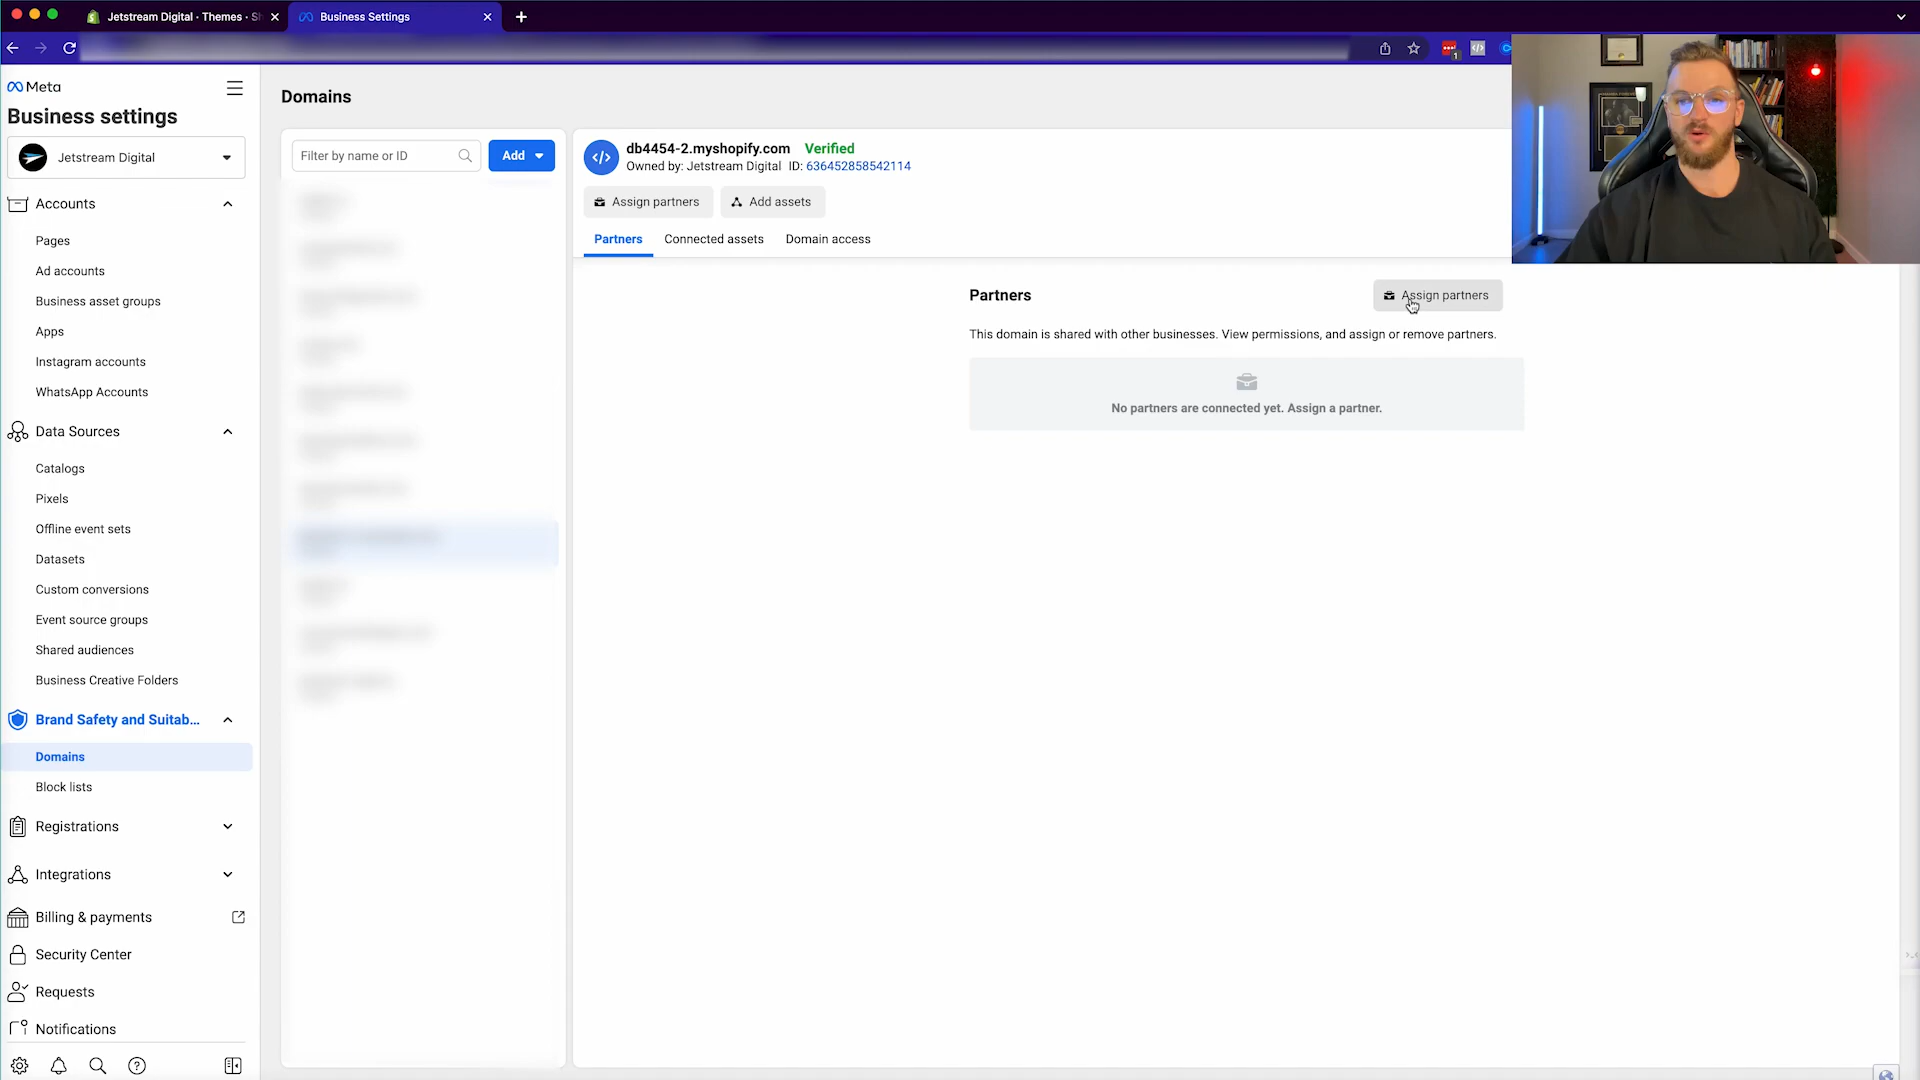 Jetstream Digital · Themes · S
Business Settings
Meta
Business settings
Jetstream Digital
Accounts
Pages
Ad accounts
Business asset groups
Apps
Instagram accounts
WhatsApp Accounts
Data Sources
Catalogs
Pixels
Offline event sets
Datasets
Custom conversions
Event source groups
Shared audiences
Business Creative Folders
Brand Safety and Suitab...
Domains
Block lists
Registrations
Integrations
Billing & payments
Security Center
Requests
Notifications
Domains
Filter by name or ID
Add
db4454-2.myshopify.com Verified
Owned by: Jetstream Digital ID: 636452858542114
Assign partners
Add assets
Partners
Connected assets
Domain access
Partners
Assign partners
This domain is shared with other businesses. View permissions, and assign or remove partners.
No partners are connected yet. Assign a partner.